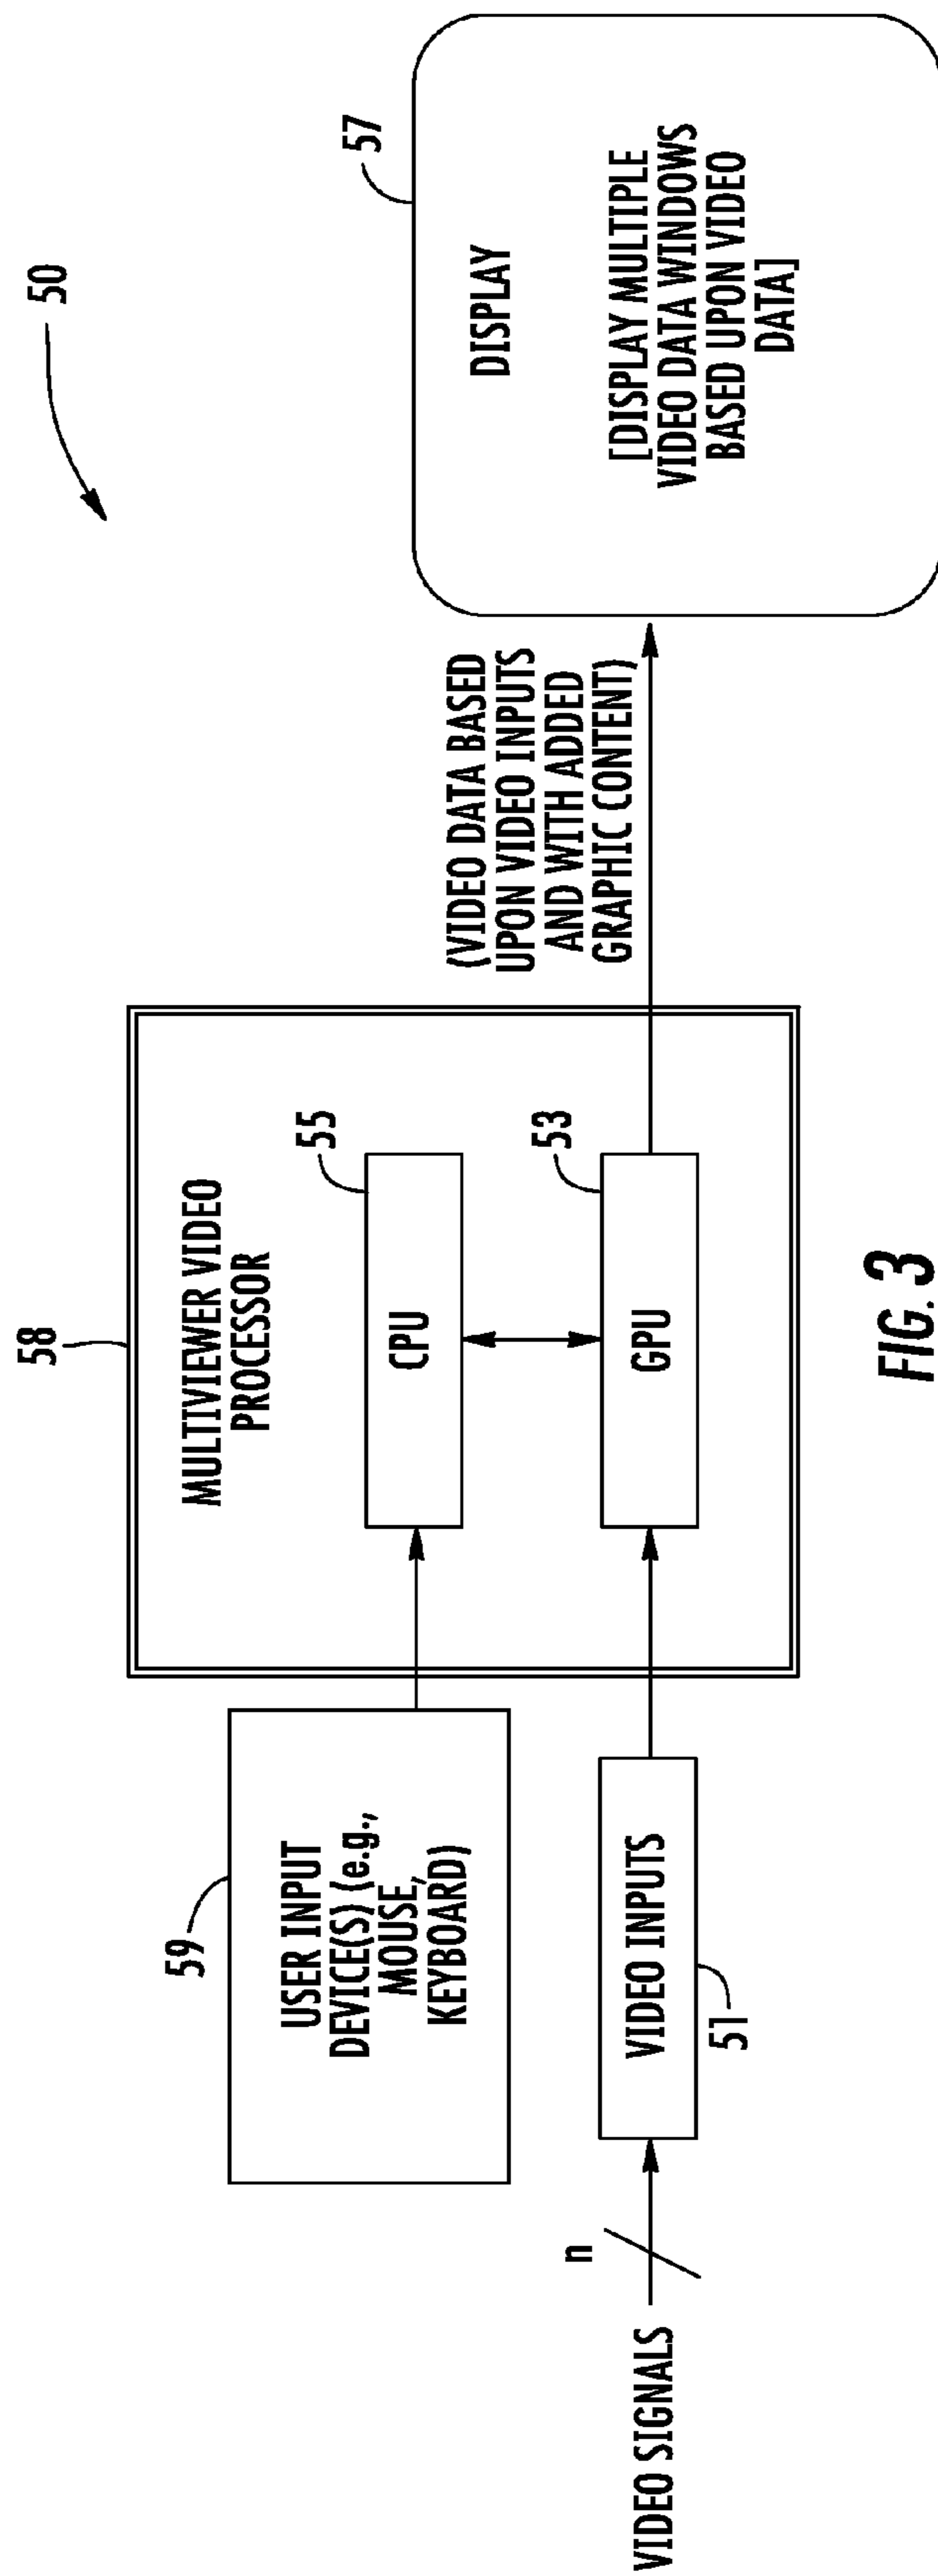 50
58
MULTIVIEWER VIDEO
PROCESSOR
59
USER INPUT
DEVICE(S) (e.g.,
MOUSE,
KEYBOARD)
55
CPU
57
DISPLAY
[DISPLAY MULTIPLE
VIDEO DATA WINDOWS
BASED UPON VIDEO
DATA]
(VIDEO DATA BASED
UPON VIDEO INPUTS
AND WITH ADDED
GRAPHIC CONTENT)
53
GPU
VIDEO SIGNALS
n
VIDEO INPUTS
51
FIG. 3